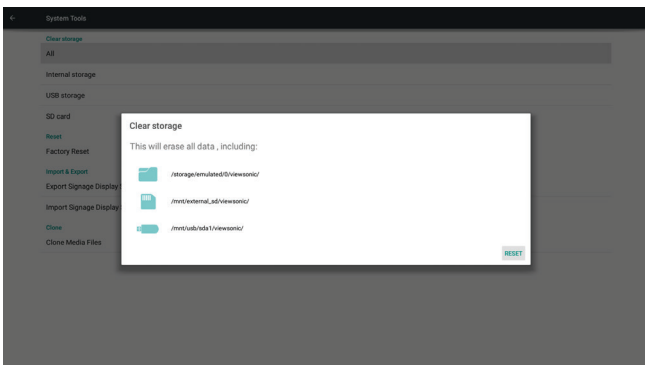 System Tools
Clear storage
All
Internal storage
USB storage
SD card
Reset
Factory Reset
Import & Export
Export Signage Display
Import Signage Display
Clone
Clone Media Files
Clear storage
This will erase all data , including:
/storage/emulated/0/viewsonic/
/mnt/external_sd/viewsonic/
/mnt/usb/sda1/viewsonic/
RESET